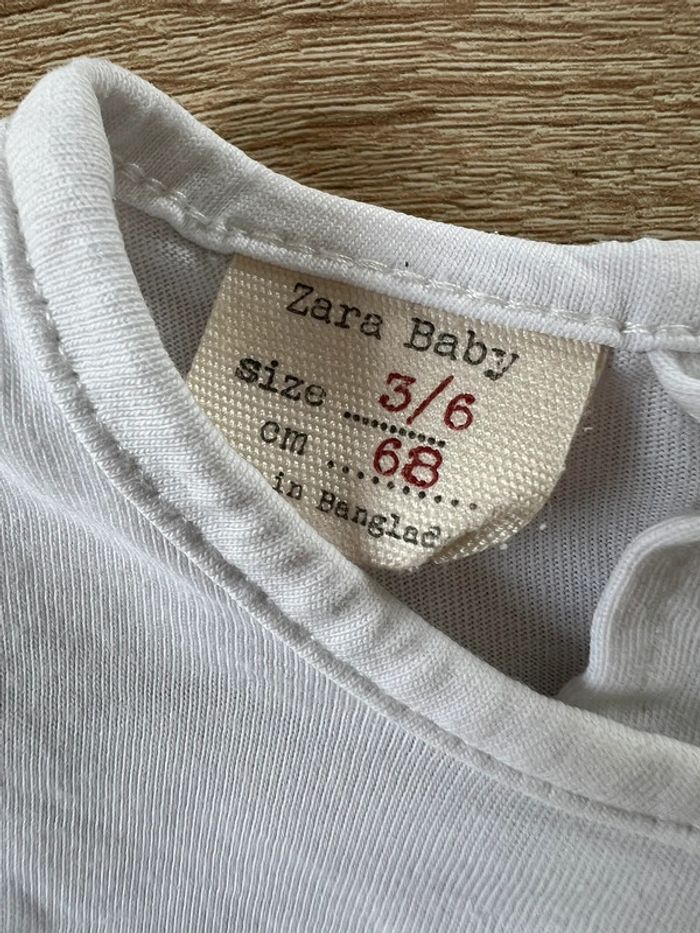 Zara Baby
size ..... 3/6
cm ..... 68
in Banglad